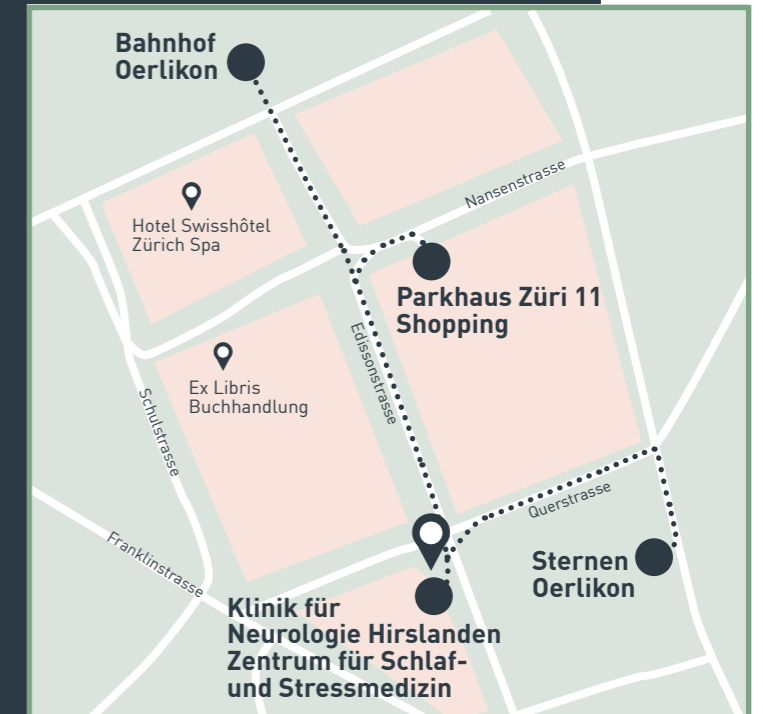 Bahnhof
Oerlikon
Nansenstrasse
Hotel Swisshôtel
Zürich Spa
Parkhaus Züri 11
Shopping
Edissonstrasse
Ex Libris
Buchhandlung
Schulstrasse
Querstrasse
Franklinstrasse
Sternen
Oerlikon
Klinik für
Neurologie Hirslanden
Zentrum für Schlaf-
und Stressmedizin